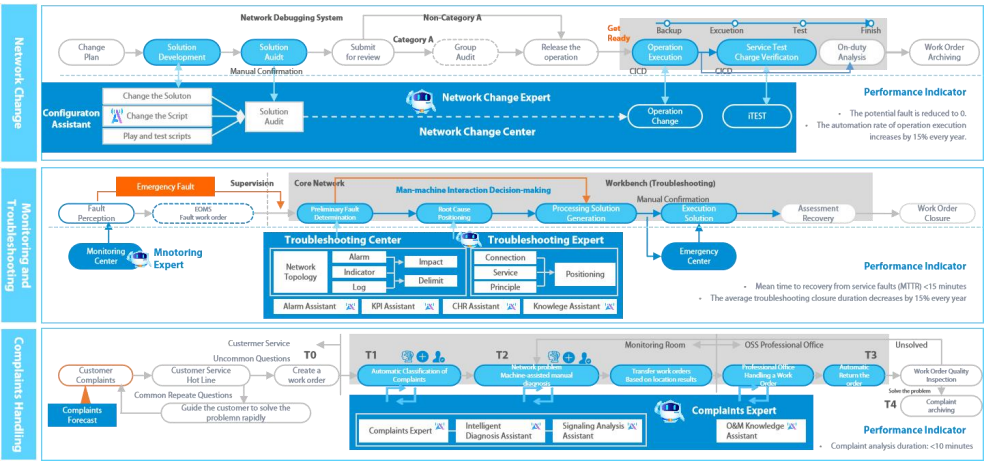 Network Change
Network Debugging System
Non-Category A
Category A
Get
Ready
Backup
Excuetion
Test
Finish
Change
Plan
Solution
Development
Solution
Auidt
Submit
for review
Group
Audit
Release the
operation
Operation
Execution
Service Test
Charge Verificaton
On-duty
Analysis
Work Order
Archiving
Manual Confirmation
CICD
CICD
Configuraton
Assistant
Change the Soluton
Change the Script
Play and test scripts
Solution
Audit
Network Change Expert
Network Change Center
Operation
Change
iTEST
Performance Indicator
• The potential fault is reduced to 0.
• The automation rate of operation execution
increases by 15% every year.
Monitoring and
Troubleshooting
Emergency Fault
Supervision
Core Network
Workbench (Troubleshooting)
Man-machine Interaction Decision-making
Manual Confirmation
Fault
Perception
EOMS
Fault work order
Preliminary Fault
Determination
Root Cause
Positioning
Processing Solution
Generation
Execution
Solution
Assessment
Recovery
Work Order
Closure
Monitoring
Center
Mnotoring
Expert
Troubleshooting Center
Troubleshooting Expert
Network
Topology
Alarm
Indicator
Log
Impact
Delimit
Connection
Service
Principle
Positioning
Alarm Assistant
KPI Assistant
CHR Assistant
Knowlege Assistant
Emergency
Center
Performance Indicator
• Mean time to recovery from service faults (MTTR) <15 minutes
• The average troubleshooting closure duration decreases by 15% every year
Complaints Handling
Custermer Service
Uncommon Questions
T0
T1
T2
Monitoring Room
OSS Professional Office
T3
Unsolved
Customer
Complaints
Customer Service
Hot Line
Create a
work order
Automatic Classification of
Complaints
Network problem
Machine-assisted manual
diagnosis
Transfer work orders
Based on location results
Professional Office
Handling a Work
Order
Automatic
Return the
order
Work Order Quality
Inspection
Common Repeate Questions
Solve the problem
Complaints
Forecast
Guide the customer to solve the
problemn rapidly
T4
Complaint
archiving
Complaints Expert
Complaints Expert
Intelligent
Diagnosis Assistant
Signaling Analysis
Assistant
O&M Knowledge
Assistant
Performance Indicator
• Complaint analysis duration: <10 minutes